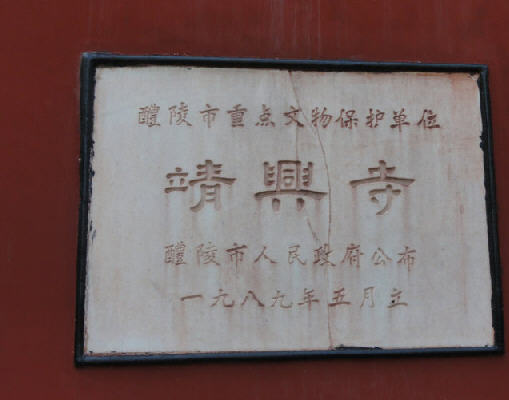 醴陵市重点文物保护单位
靖興寺
醴陵市人民政府公布
一九八九年五月立